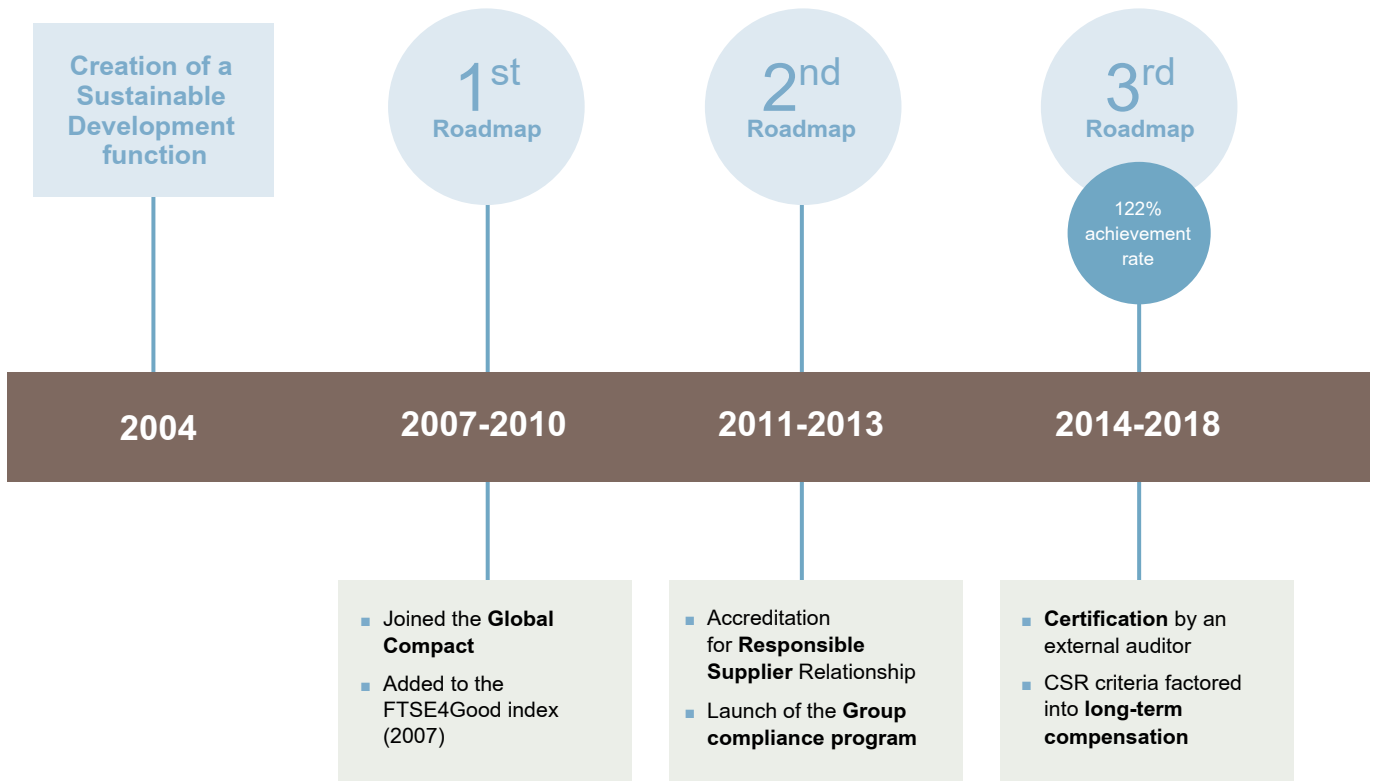 Creation of a
Sustainable
Development
function
1st
Roadmap
2nd
Roadmap
3rd
Roadmap
122%
achievement
rate
2004
2007-2010
2011-2013
2014-2018
▪ Joined the Global
Compact
▪ Added to the
FTSE4Good index
(2007)
▪ Accreditation
for Responsible
Supplier Relationship
▪ Launch of the Group
compliance program
▪ Certification by an
external auditor
▪ CSR criteria factored
into long-term
compensation